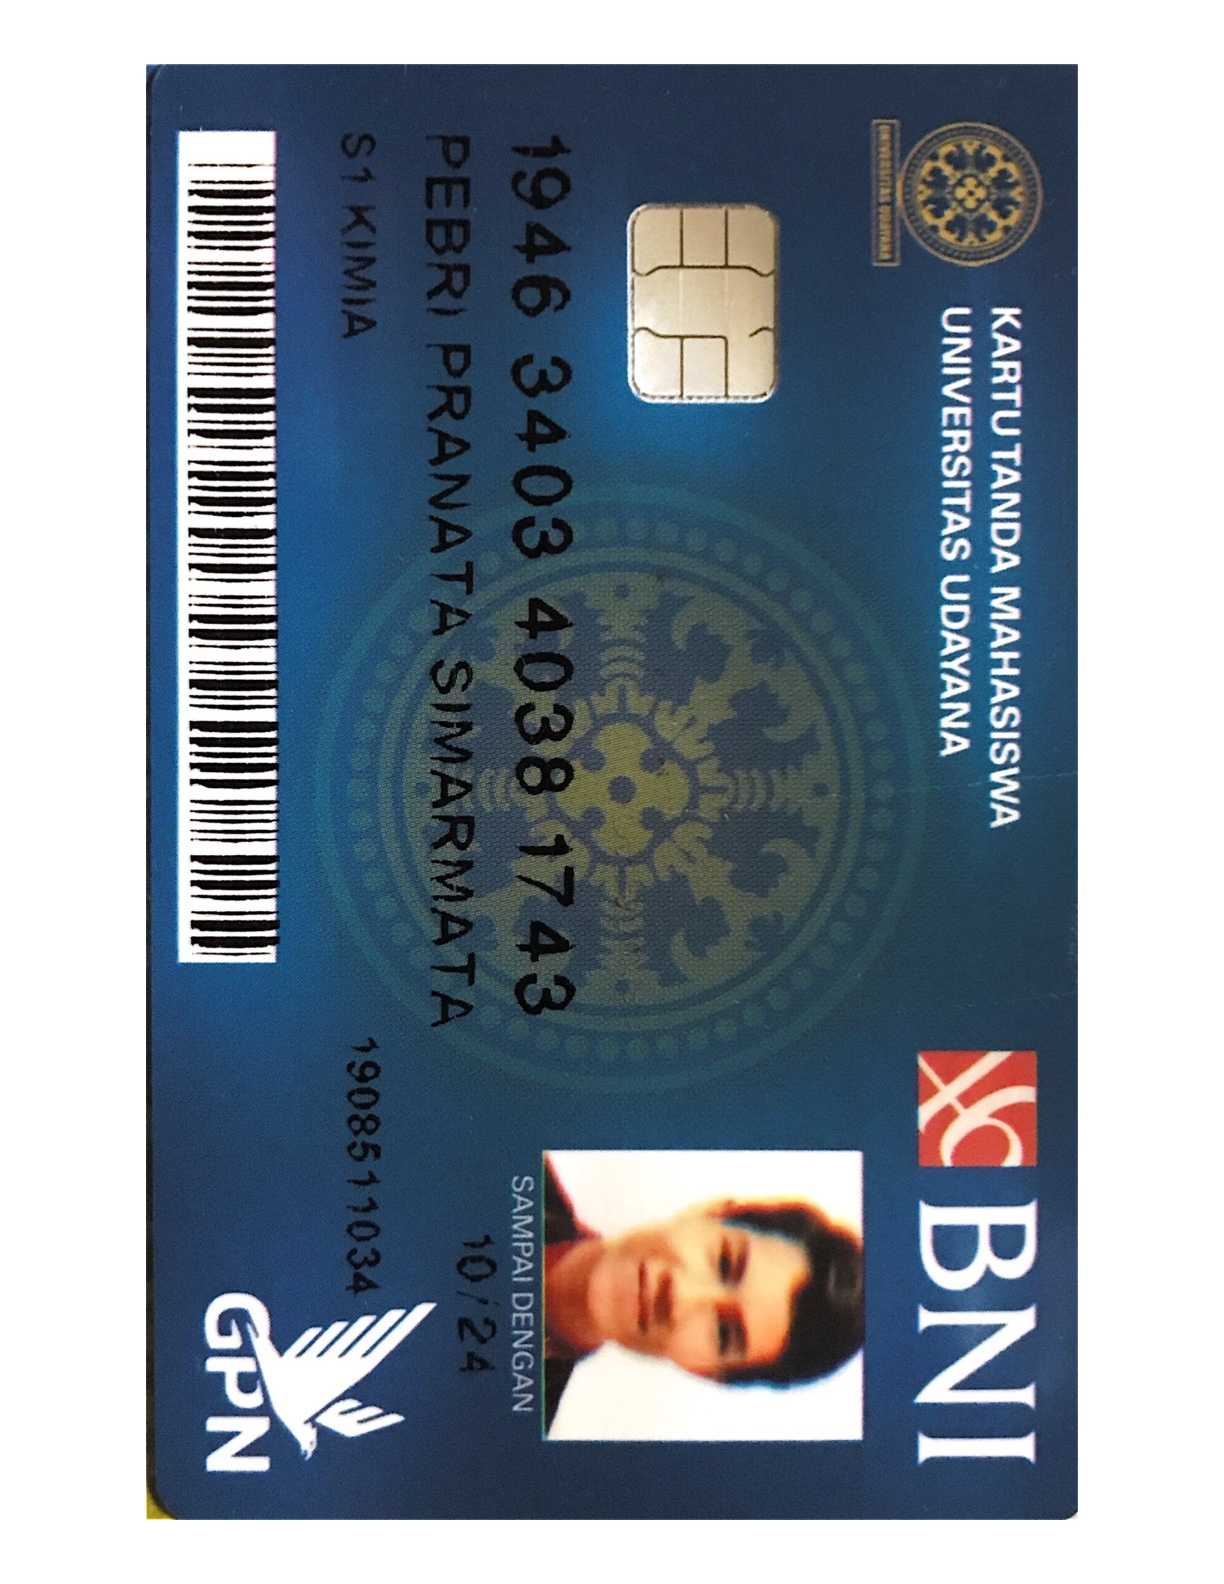 UNIVERSITAS UDAYANA
KARTU TANDA MAHASISWA
UNIVERSITAS UDAYANA
BNI
1946 3403 4038 1743
PEBRI PRANATA SIMARMATA
SAMPAI DENGAN
10/24
S1 KIMIA
1908511034
GPN